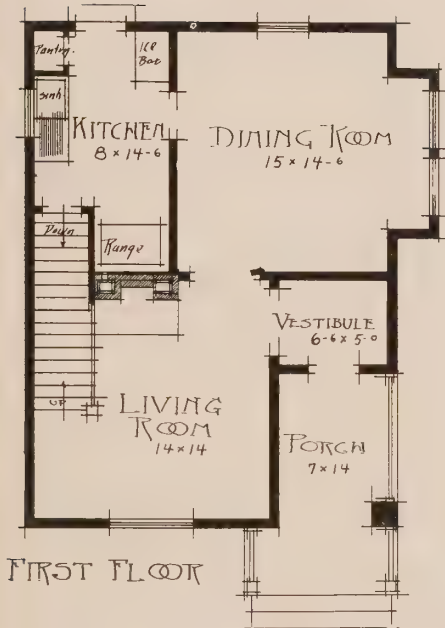 Pantry.
Ice
Box
Sink
KITCHEN
8 x 14-6
DINING ROOM
15 x 14-6
Down
Range
VESTIBULE
6-6 x 5-0
LIVING
ROOM
14 x 14
UP
PORCH
7 x 14
FIRST FLOOR